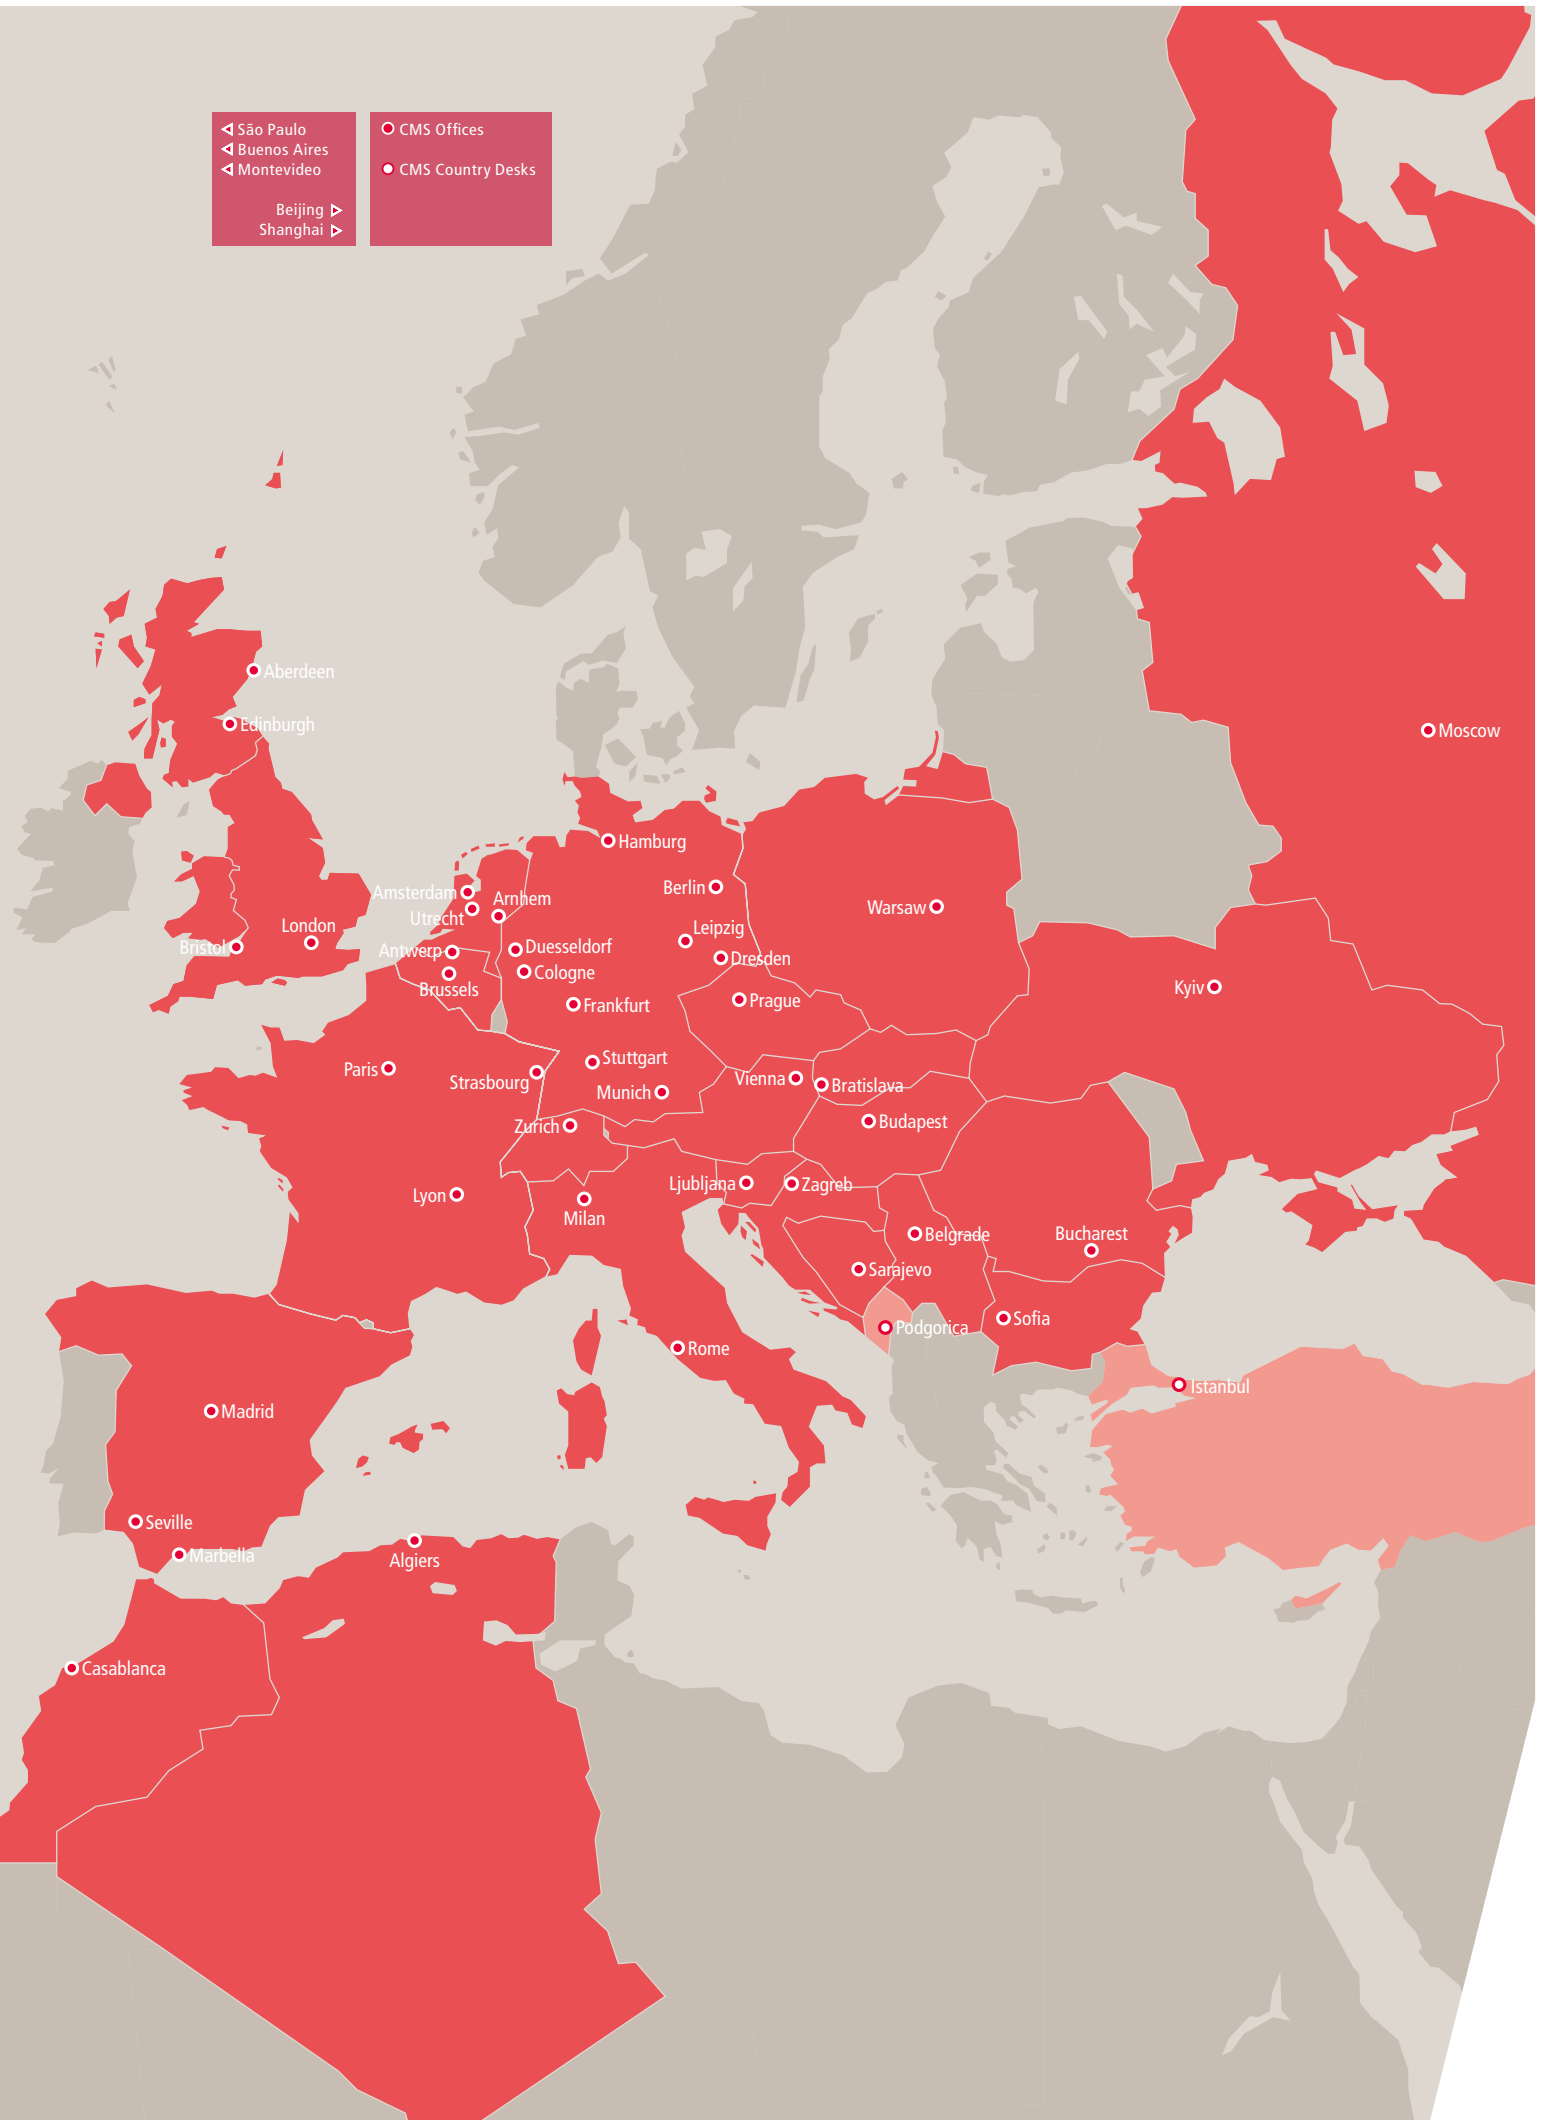 São Paulo
Buenos Aires
Montevideo
Beijing
Shanghai
CMS Offices
CMS Country Desks
Aberdeen
Edinburgh
Moscow
Hamburg
Berlin
Amsterdam
Arnhem
Utrecht
Warsaw
London
Bristol
Leipzig
Antwerp
Duesseldorf
Dresden
Cologne
Brussels
Kyiv
Frankfurt
Prague
Paris
Stuttgart
Strasbourg
Vienna
Bratislava
Munich
Zurich
Budapest
Ljubljana
Zagreb
Lyon
Milan
Belgrade
Bucharest
Sarajevo
Sofia
Podgorica
Rome
Istanbul
Madrid
Seville
Marbella
Algiers
Casablanca